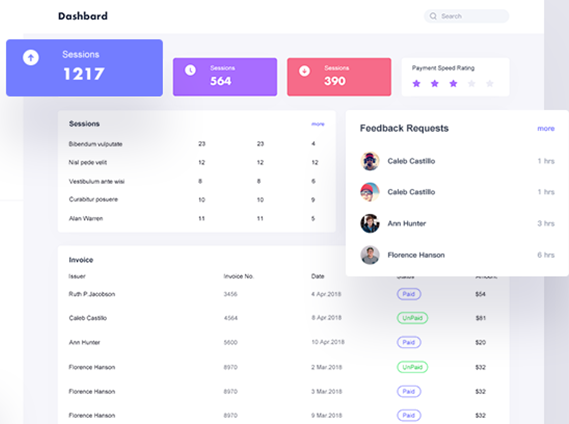 Dashbard
Search
Sessions
1217
Sessions
564
Sessions
390
Payment Speed Rating
Sessions more
Bibendum vulputate 23 23 4
Nisl pede velit 12 12 12
Vestibulum ante wisi 8 8 6
Curabitur posuere 10 10 9
Alan Warren 11 11 5
Feedback Requests more
Caleb Castillo 1 hrs
Caleb Castillo 1 hrs
Ann Hunter 3 hrs
Florence Hanson 6 hrs
Invoice
Issuer Invoice No. Date Status Amount
Ruth P. Jacobson 3456 4 Apr.2018 Paid $54
Caleb Castillo 4564 8 Apr.2018 UnPaid $81
Ann Hunter 5600 10 Apr.2018 Paid $20
Florence Hanson 8970 2 Mar 2018 UnPaid $32
Florence Hanson 8970 3 Mar 2018 Paid $32
Florence Hanson 8970 9 Mar 2018 Paid $32